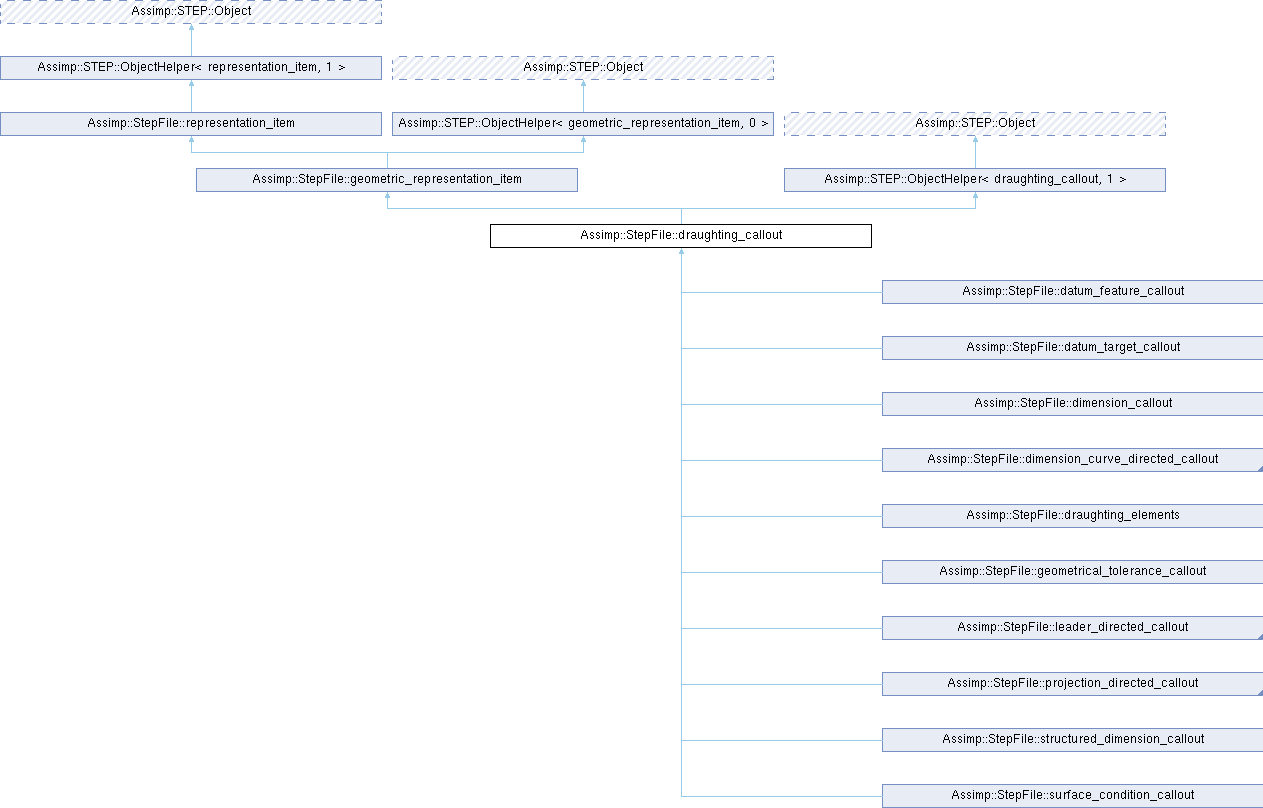 Assimp::STEP::Object
Assimp::STEP::ObjectHelper< representation_item, 1 >
Assimp::STEP::Object
Assimp::StepFile::representation_item
Assimp::STEP::ObjectHelper< geometric_representation_item, 0 >
Assimp::STEP::Object
Assimp::StepFile::geometric_representation_item
Assimp::STEP::ObjectHelper< draughting_callout, 1 >
Assimp::StepFile::draughting_callout
Assimp::StepFile::datum_feature_callout
Assimp::StepFile::datum_target_callout
Assimp::StepFile::dimension_callout
Assimp::StepFile::dimension_curve_directed_callout
Assimp::StepFile::draughting_elements
Assimp::StepFile::geometrical_tolerance_callout
Assimp::StepFile::leader_directed_callout
Assimp::StepFile::projection_directed_callout
Assimp::StepFile::structured_dimension_callout
Assimp::StepFile::surface_condition_callout